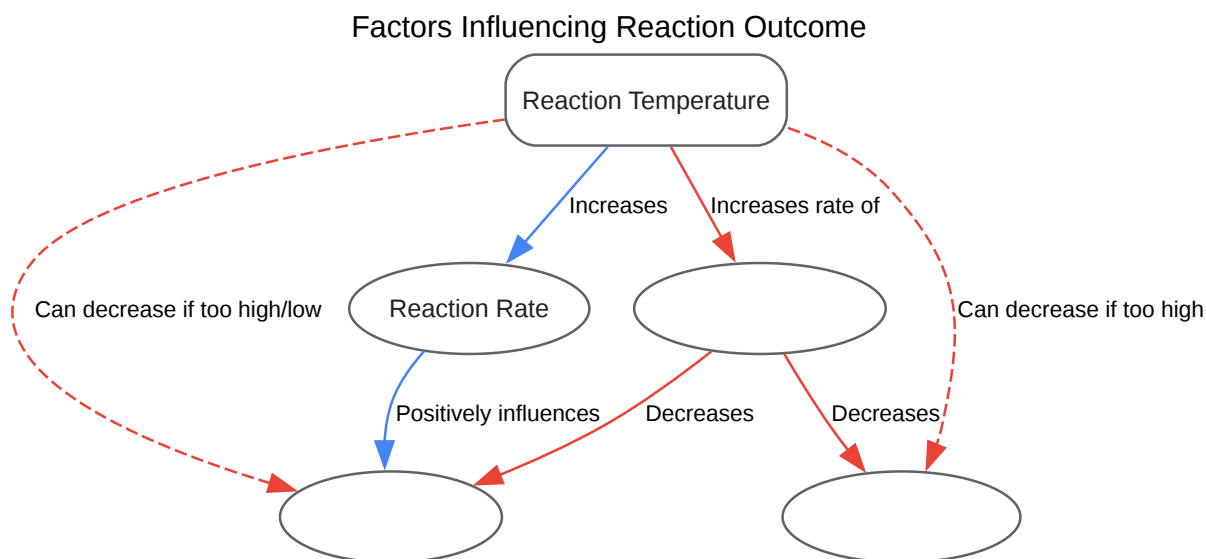 Factors Influencing Reaction Outcome
Reaction Temperature
Increases
Increases rate of
Can decrease if too high/low
Reaction Rate
Can decrease if too high
Positively influences
Decreases
Decreases